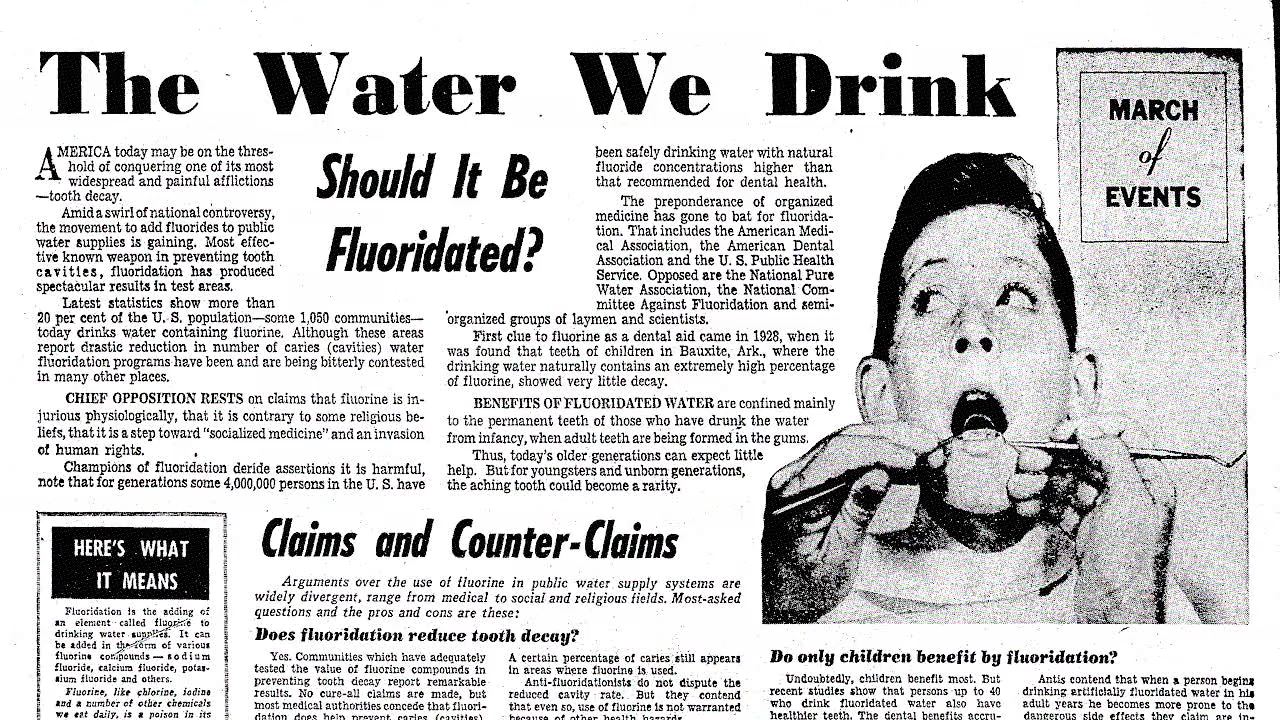 The Water We Drink
MARCH
of
EVENTS
AMERICA today may be on the thres-
hold of conquering one of its most
widespread and painful afflictions
—tooth decay.
Amid a swirl of national controversy,
the movement to add fluorides to public
water supplies is gaining. Most effec-
tive known weapon in preventing tooth
cavities, fluoridation has produced
spectacular results in test areas.
Latest statistics show more than
20 per cent of the U. S. population—some 1,050 communities—
today drinks water containing fluorine. Although these areas
report drastic reduction in number of caries (cavities) water
fluoridation programs have been and are being bitterly contested
in many other places.
CHIEF OPPOSITION RESTS on claims that fluorine is in-
jurious physiologically, that it is contrary to some religious be-
liefs, that it is a step toward "socialized medicine" and an invasion
of human rights.
Champions of fluoridation deride assertions it is harmful,
note that for generations some 4,000,000 persons in the U. S. have
Should It Be
Fluoridated?
been safely drinking water with natural
fluoride concentrations higher than
that recommended for dental health.
The preponderance of organized
medicine has gone to bat for fluorida-
tion. That includes the American Medi-
cal Association, the American Dental
Association and the U. S. Public Health
Service. Opposed are the National Pure
Water Association, the National Com-
mittee Against Fluoridation and semi-
organized groups of laymen and scientists.
First clue to fluorine as a dental aid came in 1928, when it
was found that teeth of children in Bauxite, Ark., where the
drinking water naturally contains an extremely high percentage
of fluorine, showed very little decay.
BENEFITS OF FLUORIDATED WATER are confined mainly
to the permanent teeth of those who have drunk the water
from infancy, when adult teeth are being formed in the gums.
Thus, today's older generations can expect little
help. But for youngsters and unborn generations,
the aching tooth could become a rarity.
HERE'S WHAT
IT MEANS
Fluoridation is the adding of
an element called fluorine to
drinking water supplies. It can
be added in the form of various
fluorine compounds — sodium
fluoride, calcium fluoride, potas-
sium fluoride and others.
Fluorine, like chlorine, iodine
and a number of other chemicals
we eat daily, is a poison in its
Claims and Counter-Claims
Arguments over the use of fluorine in public water supply systems are
widely divergent, range from medical to social and religious fields. Most-asked
questions and the pros and cons are these:
Does fluoridation reduce tooth decay?
Yes. Communities which have adequately
tested the value of fluorine compounds in
preventing tooth decay report remarkable
results. No cure-all claims are made, but
most medical authorities concede that fluori-
dation does help prevent caries (cavities).
A certain percentage of caries still appears
in areas where fluorine is used.
Anti-fluoridationists do not dispute the
reduced cavity rate. But they contend
that even so, use of fluorine is not warranted
because of other health hazards.
Do only children benefit by fluoridation?
Undoubtedly, children benefit most. But
recent studies show that persons up to 40
who drink fluoridated water also have
healthier teeth. The dental benefits accru-
Antis contend that when a person begins
drinking artificially fluoridated water in his
adult years he becomes more prone to the
dangerous side effects they claim are in-